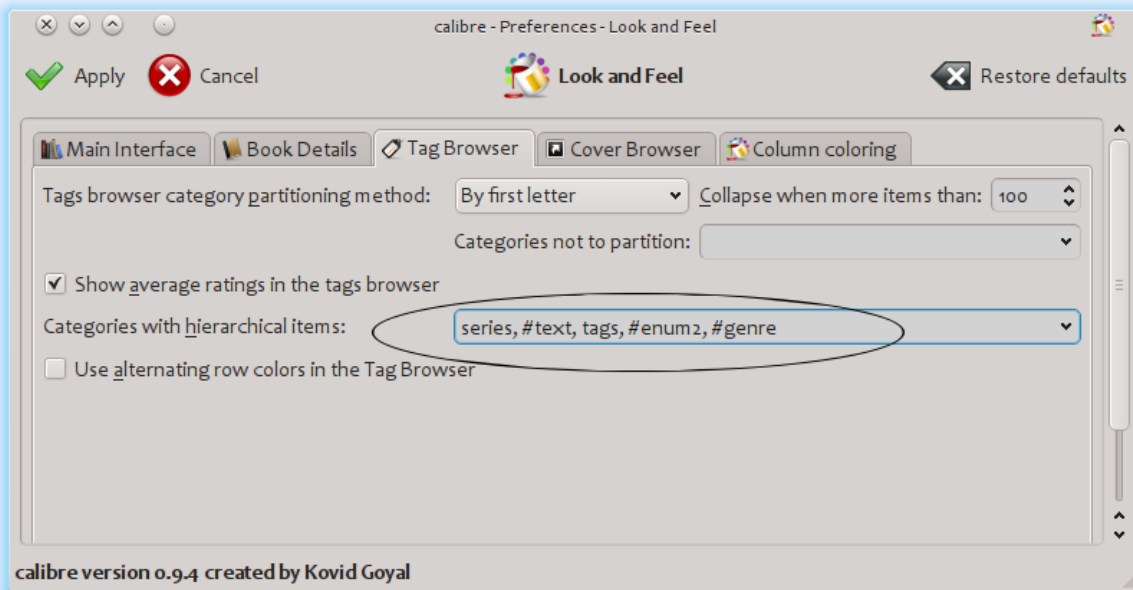 calibre - Preferences - Look and Feel
Apply Cancel Look and Feel Restore defaults
Main Interface Book Details Tag Browser Cover Browser Column coloring
Tags browser category partitioning method: By first letter Collapse when more items than: 100
Categories not to partition:
Show average ratings in the tags browser
Categories with hierarchical items: series, #text, tags, #enum2, #genre
Use alternating row colors in the Tag Browser
calibre version 0.9.4 created by Kovid Goyal